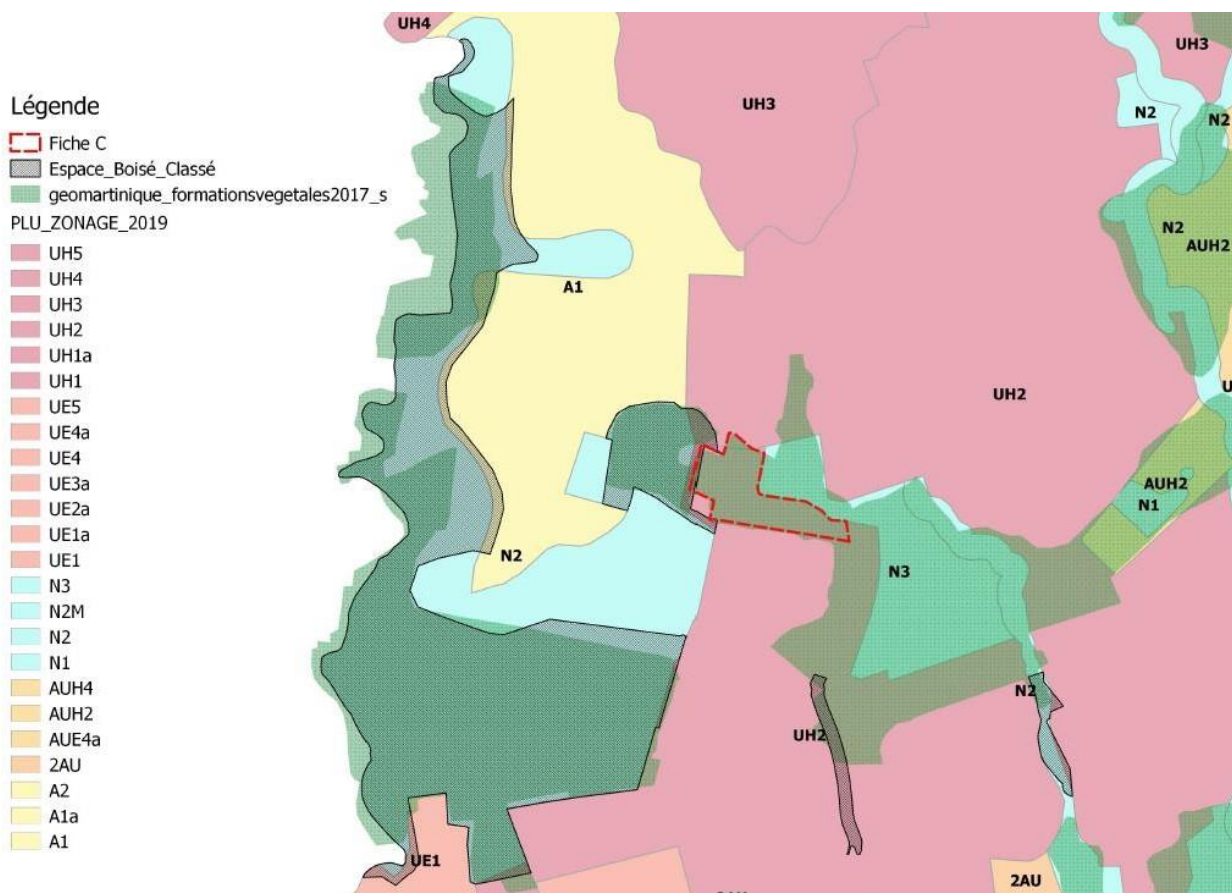 Légende
Fiche C
Espace_Boisé_Classé
geomartinique_formationsvegetales2017_s
PLU_ZONAGE_2019
UH5
UH4
UH3
UH2
UH1a
UH1
UE5
UE4a
UE4
UE3a
UE2a
UE1a
UE1
N3
N2M
N2
N1
AUH4
AUH2
AUE4a
2AU
A2
A1a
A1
UH4
UH3
UH3
N2
N2
N2
AUH2
A1
UH2
U
AUH2
N1
N2
N3
N2
UH2
UE1
2AU